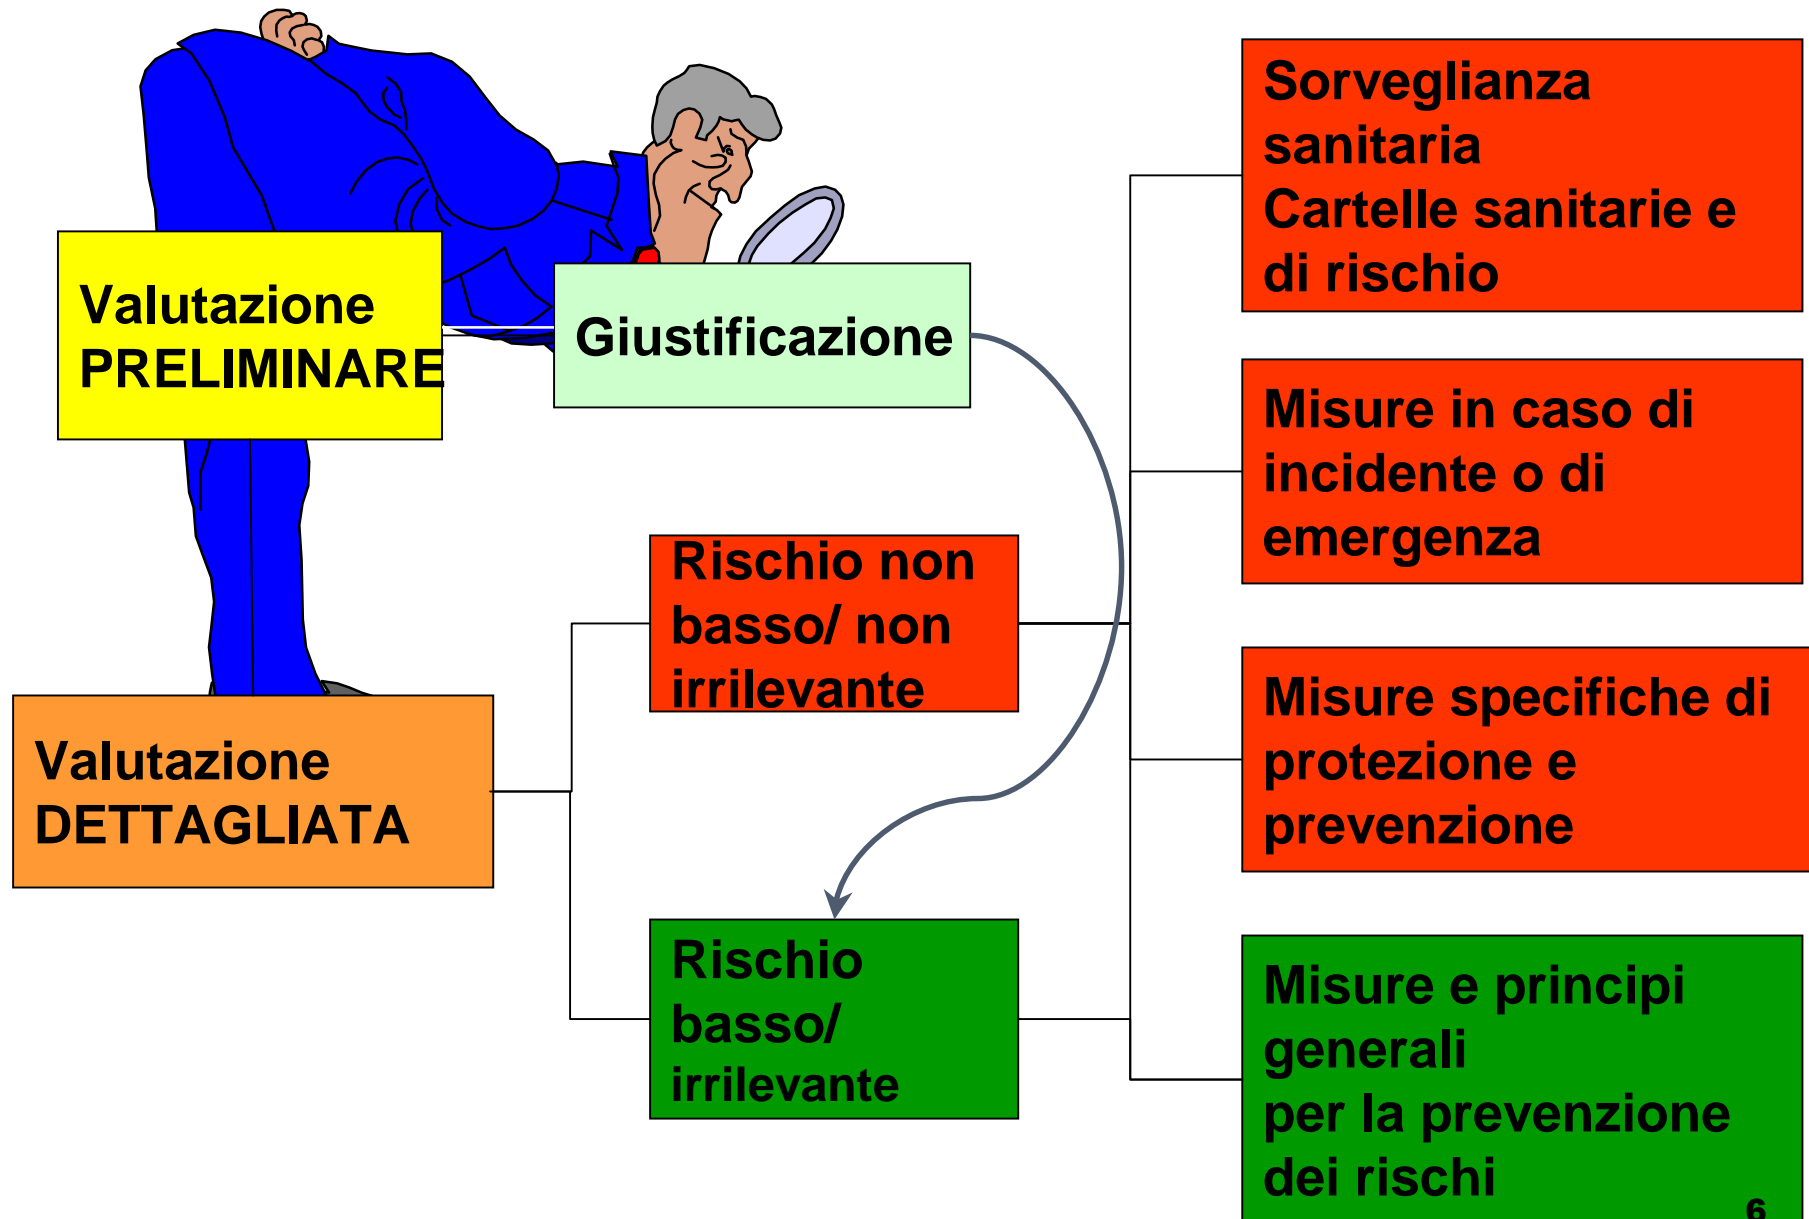 Valutazione
PRELIMINARE
Giustificazione
Valutazione
DETTAGLIATA
Rischio non
basso/ non
irrilevante
Rischio
basso/
irrilevante
Sorveglianza
sanitaria
Cartelle sanitarie e
di rischio
Misure in caso di
incidente o di
emergenza
Misure specifiche di
protezione e
prevenzione
Misure e principi
generali
per la prevenzione
dei rischi
6